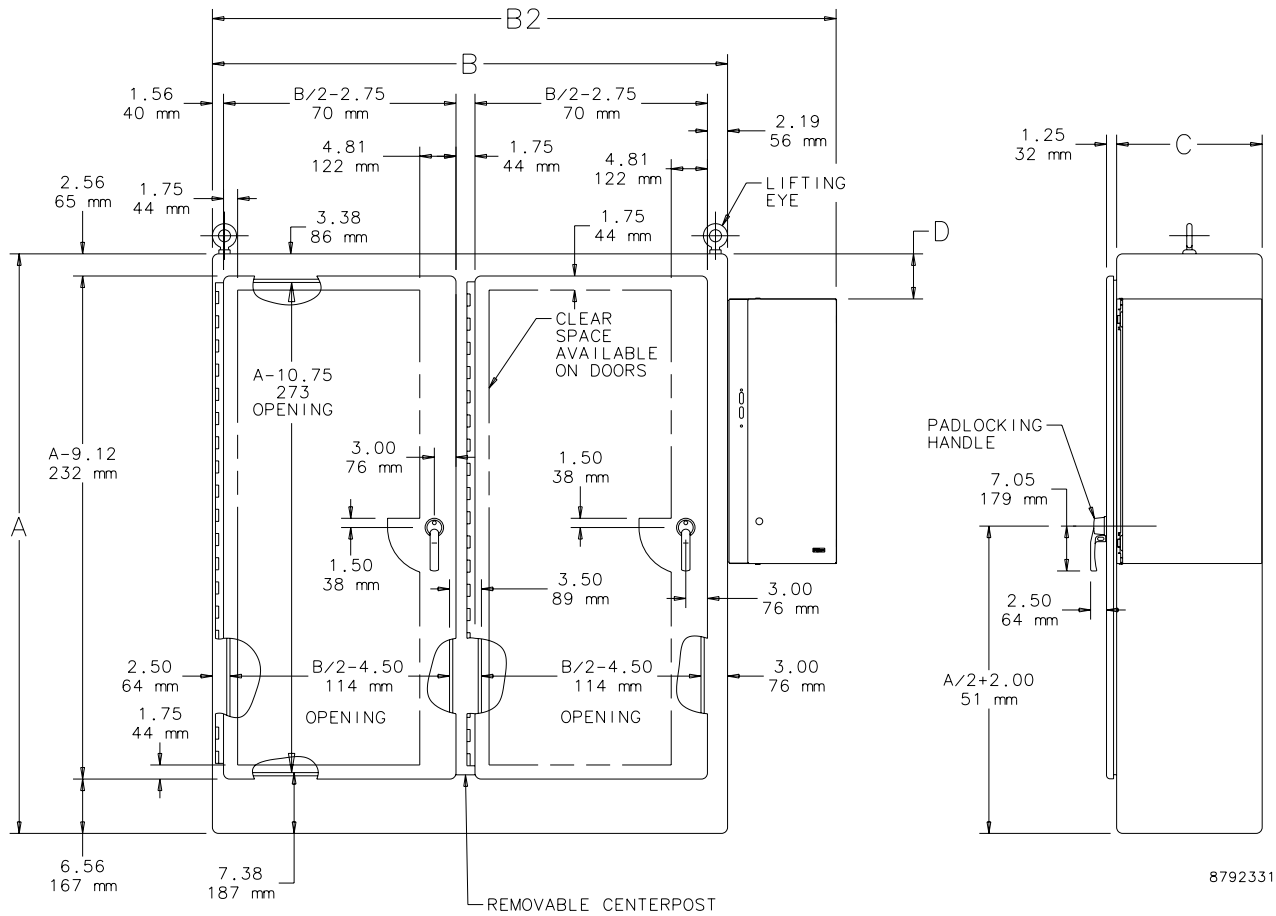 B2
B
1.56
40 mm
B/2-2.75
70 mm
B/2-2.75
70 mm
2.19
56 mm
1.25
32 mm
C
4.81
122 mm
1.75
44 mm
4.81
122 mm
2.56
65 mm
1.75
44 mm
LIFTING
EYE
3.38
86 mm
1.75
44 mm
D
CLEAR
SPACE
AVAILABLE
ON DOORS
A-10.75
273
OPENING
A-9.12
232 mm
3.00
76 mm
1.50
38 mm
PADLOCKING
HANDLE
7.05
179 mm
A
1.50
38 mm
3.50
89 mm
3.00
76 mm
2.50
64 mm
2.50
64 mm
B/2-4.50
114 mm
OPENING
B/2-4.50
114 mm
OPENING
3.00
76 mm
A/2+2.00
51 mm
1.75
44 mm
6.56
167 mm
7.38
187 mm
REMOVABLE CENTERPOST
8792331